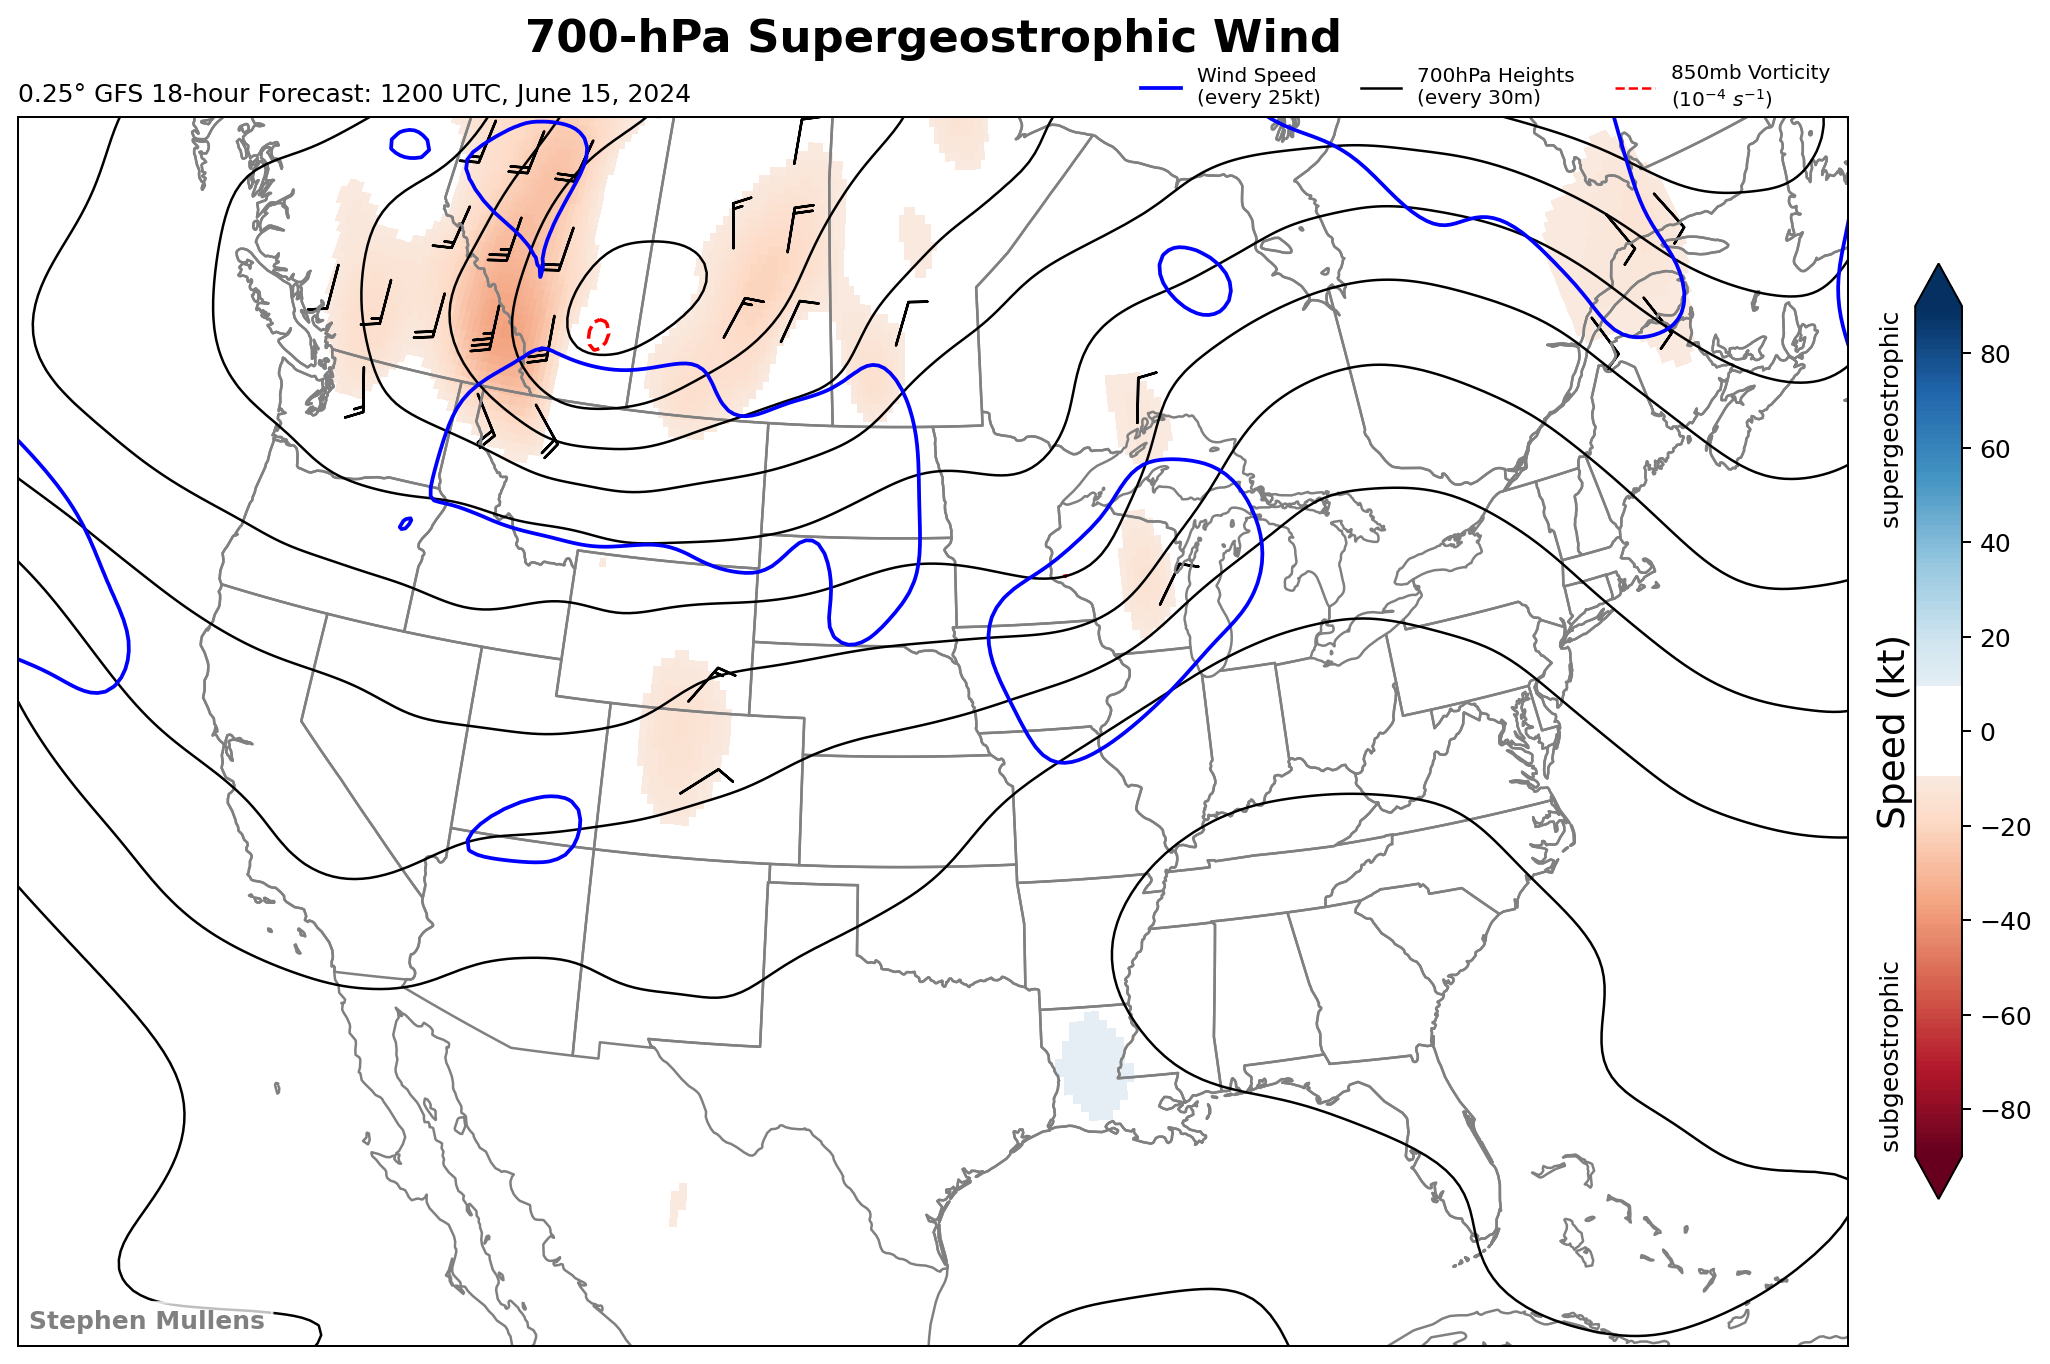 700-hPa Supergeostrophic Wind
0.25° GFS 18-hour Forecast: 1200 UTC, June 15, 2024
Wind Speed
(every 25kt)
700hPa Heights
(every 30m)
850mb Vorticity
(10⁻⁴ s⁻¹)
supergeostrophic
Speed (kt)
subgeostrophic
80
60
40
20
0
−20
−40
−60
−80
Stephen Mullens